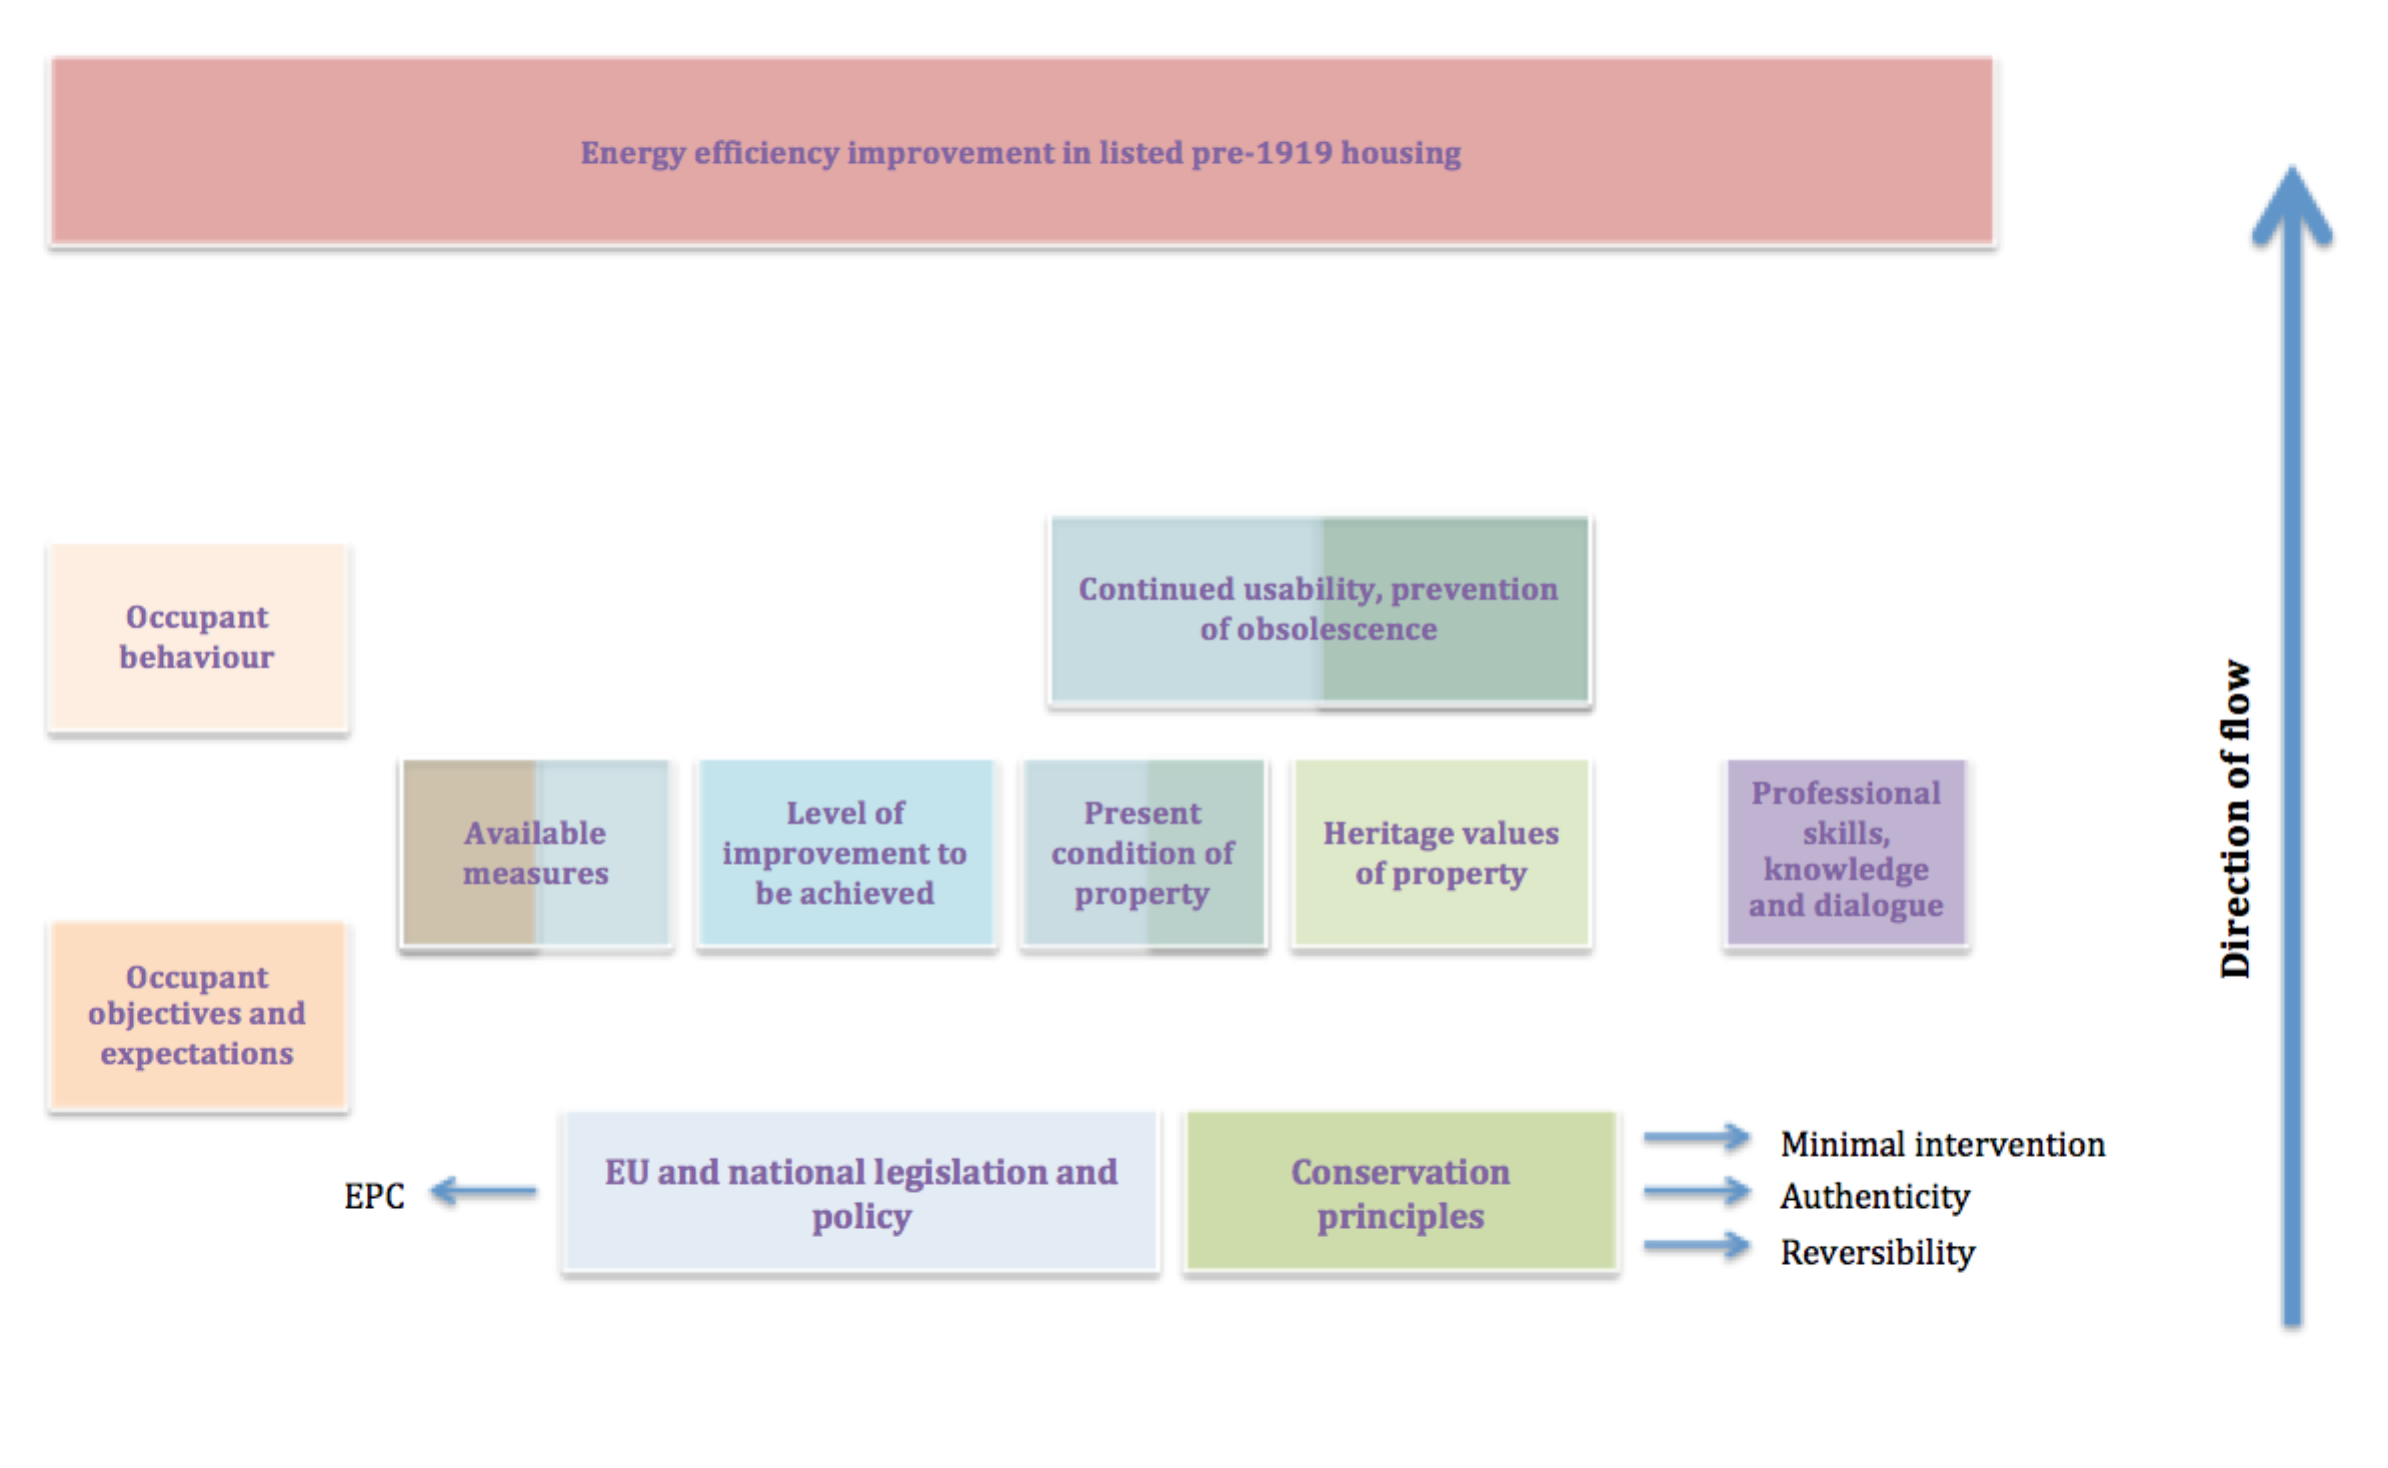 Energy efficiency improvement in listed pre-1919 housing
Continued usability, prevention
of obsolescence
Occupant
behaviour
Available
measures
Level of
improvement to
be achieved
Present
condition of
property
Heritage values
of property
Professional
skills,
knowledge
and dialogue
Direction of flow
Occupant
objectives and
expectations
EPC
EU and national legislation and
policy
Conservation
principles
Minimal intervention
Authenticity
Reversibility